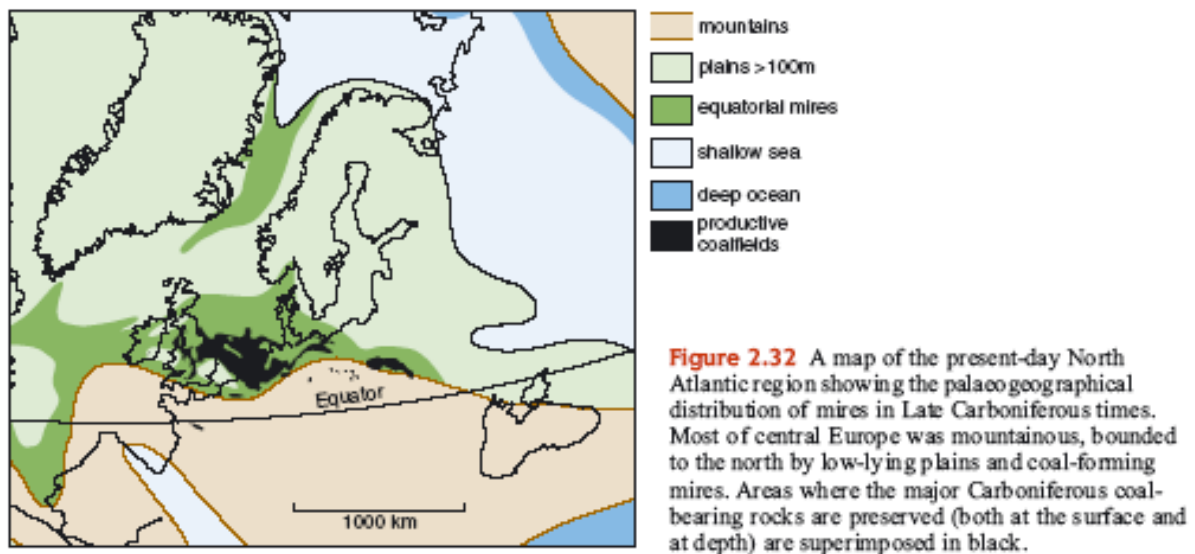 mountains
plains >100m
equatorial mires
shallow sea
deep ocean
productive
coalfields
Equator
1000 km
Figure 2.32 A map of the present-day North
Atlantic region showing the palaeogeographical
distribution of mires in Late Carboniferous times.
Most of central Europe was mountainous, bounded
to the north by low-lying plains and coal-forming
mires. Areas where the major Carboniferous coal-
bearing rocks are preserved (both at the surface and
at depth) are superimposed in black.